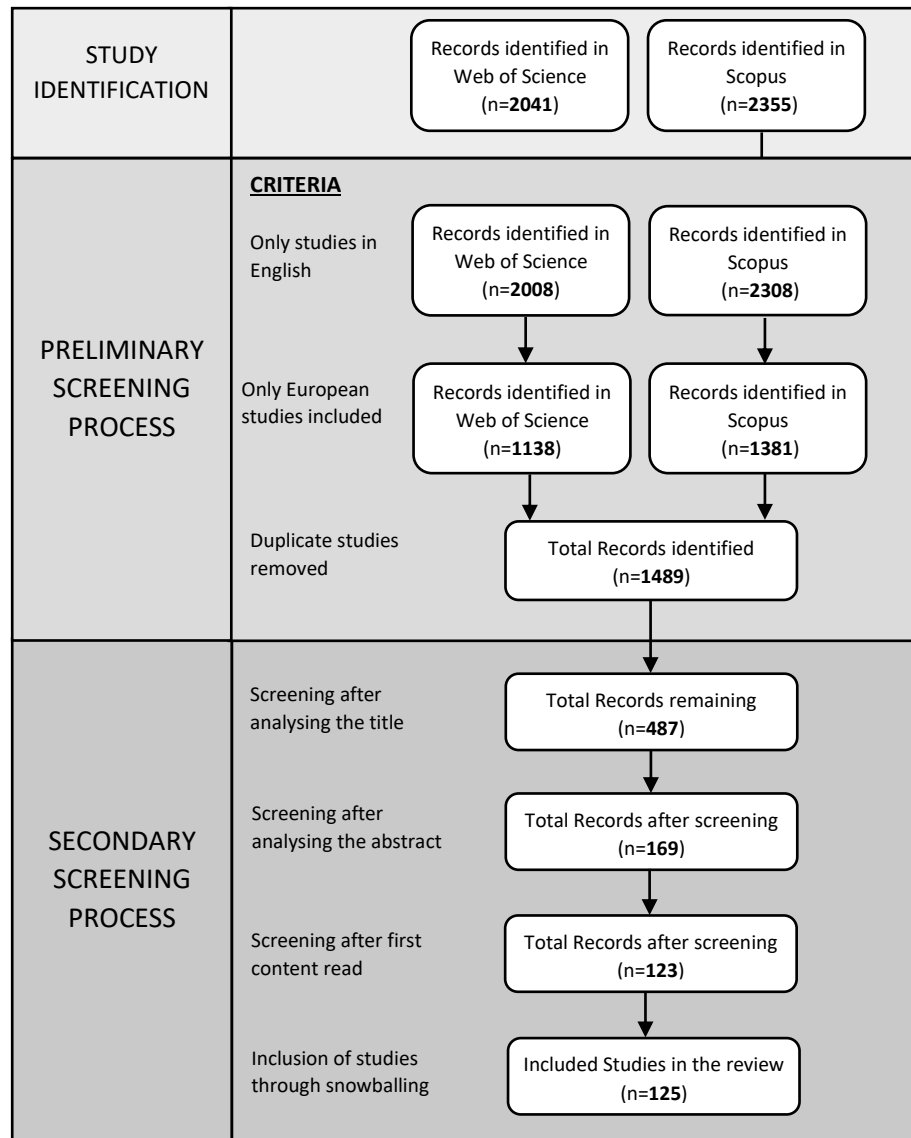 STUDY
IDENTIFICATION
Records identified in
Web of Science
(n=2041)
Records identified in
Scopus
(n=2355)
PRELIMINARY
SCREENING
PROCESS
CRITERIA
Only studies in
English
Records identified in
Web of Science
(n=2008)
Records identified in
Scopus
(n=2308)
Only European
studies included
Records identified in
Web of Science
(n=1138)
Records identified in
Scopus
(n=1381)
Duplicate studies
removed
Total Records identified
(n=1489)
SECONDARY
SCREENING
PROCESS
Screening after
analysing the title
Total Records remaining
(n=487)
Screening after
analysing the abstract
Total Records after screening
(n=169)
Screening after first
content read
Total Records after screening
(n=123)
Inclusion of studies
through snowballing
Included Studies in the review
(n=125)